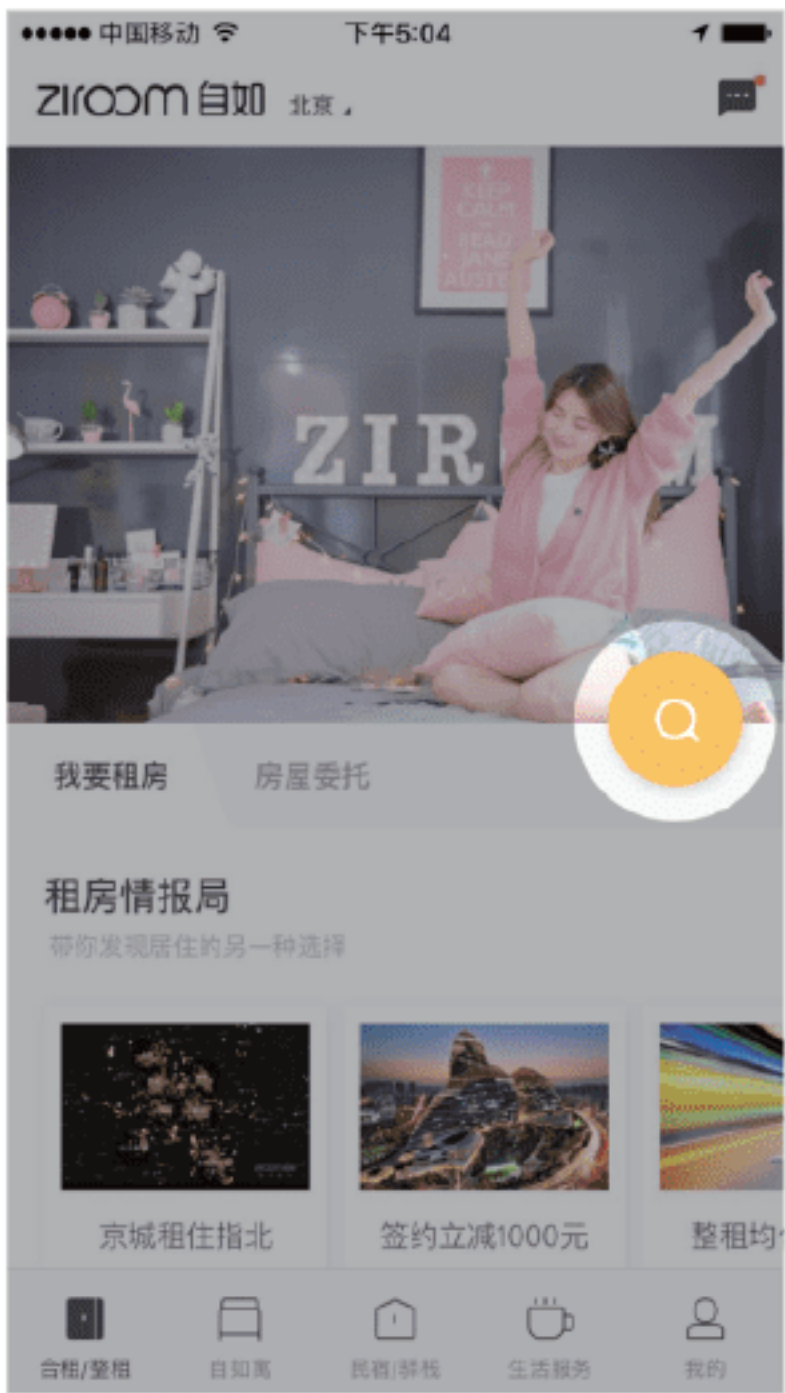 中国移动 下午5:04
ziroom 自如 北京
KEEP
CALM
READ
JANE
AUSTEN
ZIR M
我要租房 房屋委托
租房情报局
带你发现居住的另一种选择
京城租住指北 签约立减1000元 整租均
合租/整租 自如寓 民宿/驿栈 生活服务 我的